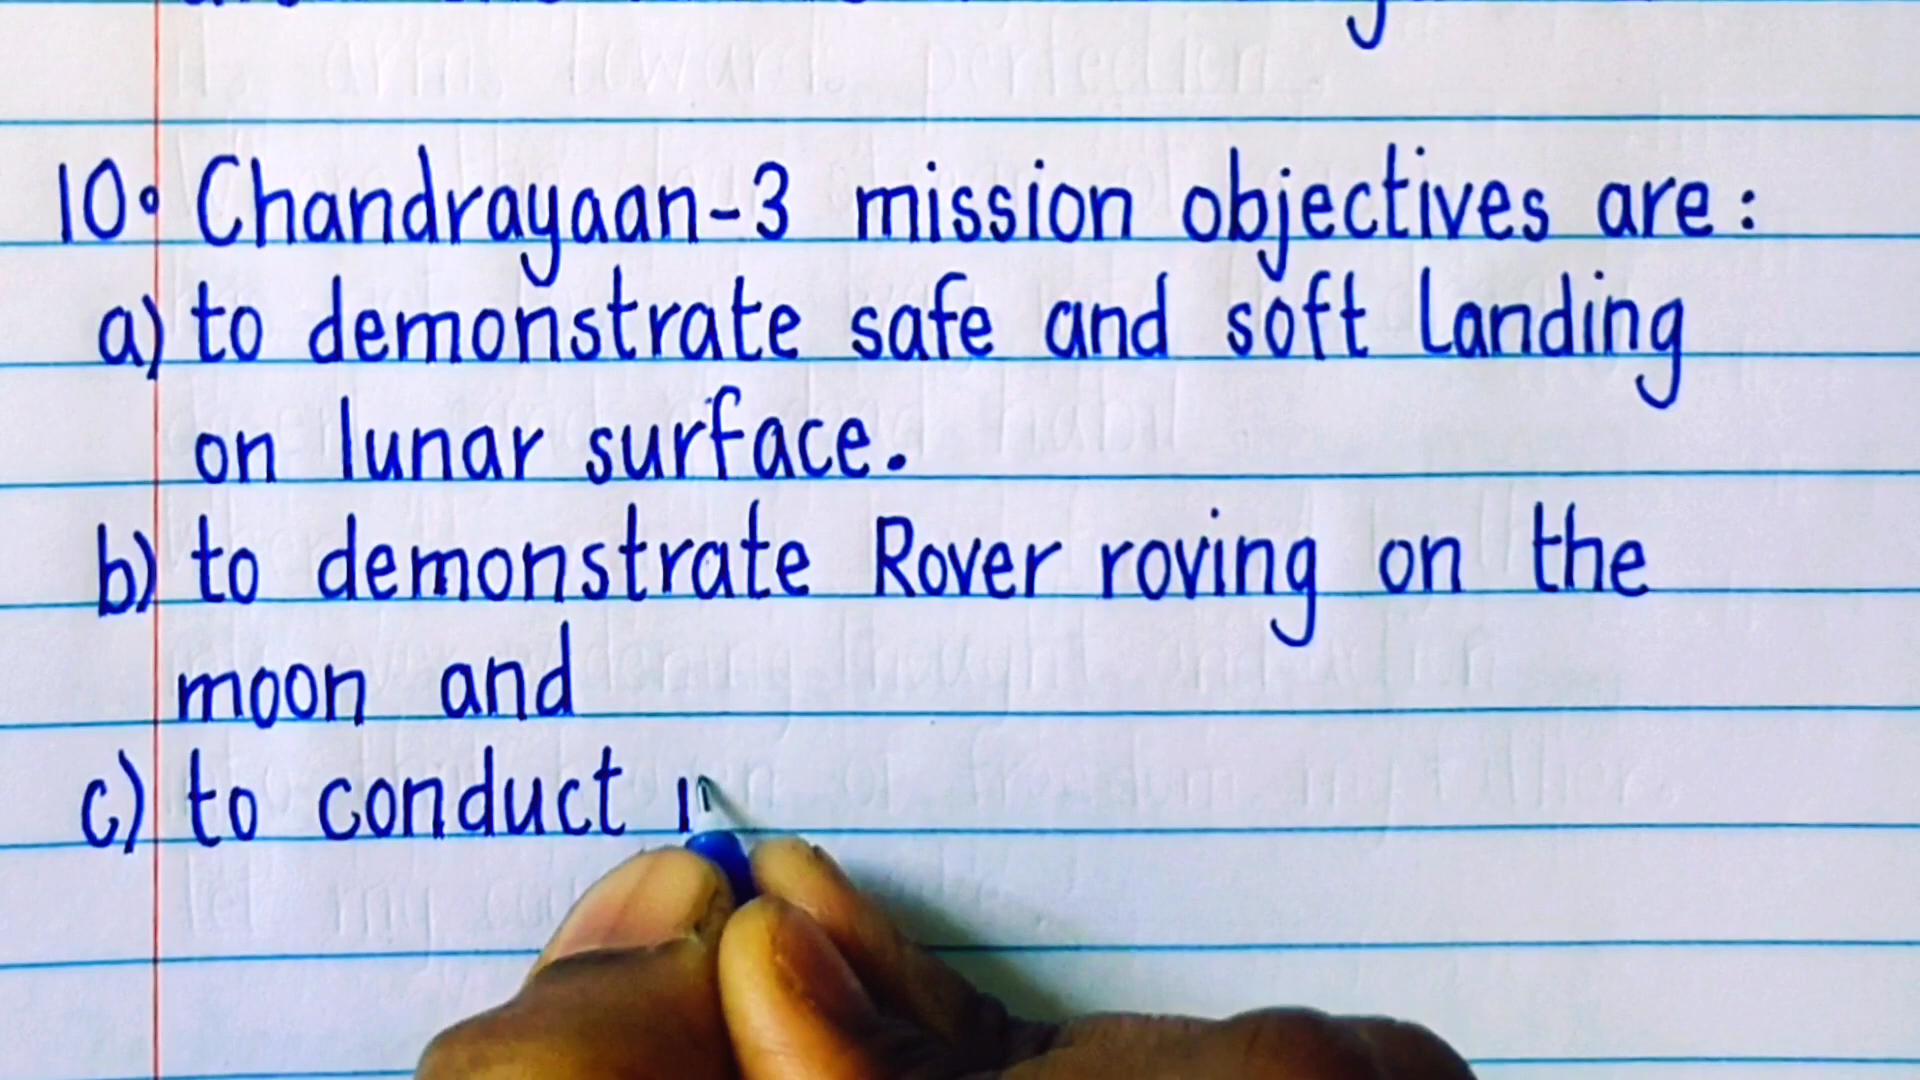 10. Chandrayaan-3 mission objectives are:
a) to demonstrate safe and soft landing
on lunar surface.
b) to demonstrate Rover roving on the
moon and
c) to conduct